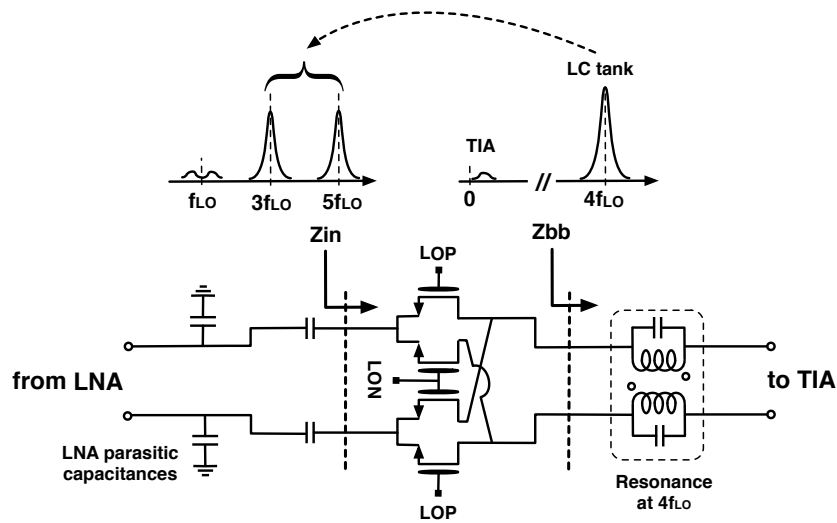 LC tank
TIA
fLO
3fLO
5fLO
0
//
4fLO
Zin
LOP
Zbb
from LNA
LON
to TIA
LNA parasitic
capacitances
LOP
Resonance
at 4fLO